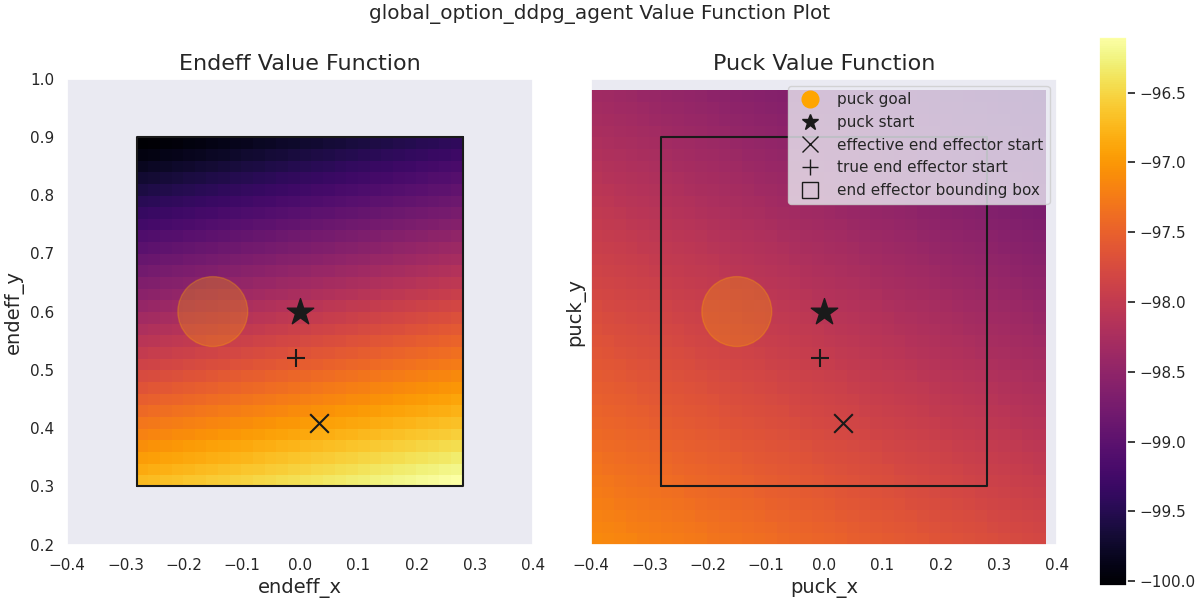 global_option_ddpg_agent Value Function Plot
Endeff Value Function
endeff_y
1.0
0.9
0.8
0.7
0.6
0.5
0.4
0.3
0.2
−0.4 −0.3 −0.2 −0.1 0.0 0.1 0.2 0.3 0.4
endeff_x
Puck Value Function
puck goal
puck start
effective end effector start
true end effector start
end effector bounding box
puck_y
−0.4 −0.3 −0.2 −0.1 0.0 0.1 0.2 0.3 0.4
puck_x
−96.5
−97.0
−97.5
−98.0
−98.5
−99.0
−99.5
−100.0